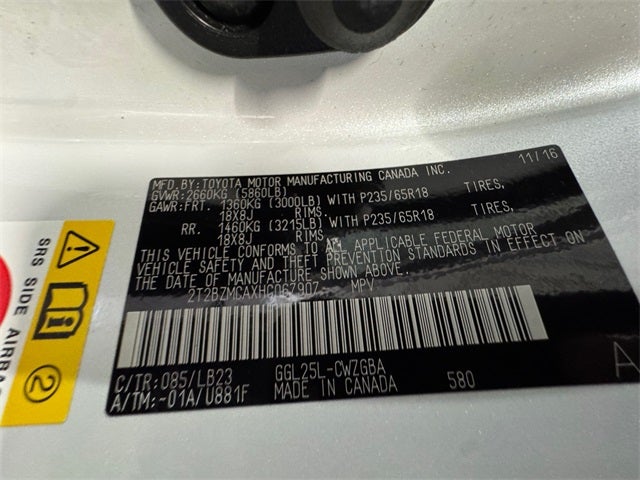 MFD.BY:TOYOTA MOTOR MANUFACTURING CANADA INC. 11/16
GVWR:2660KG (5860LB)
GAWR:FRT. 1360KG (3000LB) WITH P235/65R18 TIRES,
18X8J RIMS,
RR. 1460KG (3215LB) WITH P235/65R18 TIRES,
18X8J RIMS
THIS VEHICLE CONFORMS TO ALL APPLICABLE FEDERAL MOTOR
VEHICLE SAFETY AND THEFT PREVENTION STANDARDS IN EFFECT ON
THE DATE OF MANUFACTURE SHOWN ABOVE.
2T2BZMCAXHC067907 MPV
C/TR:085/LB23 GGL25L-CWZGBA
A/TM:-01A/U881F MADE IN CANADA 580
A
SRS SIDE AIRBA
2